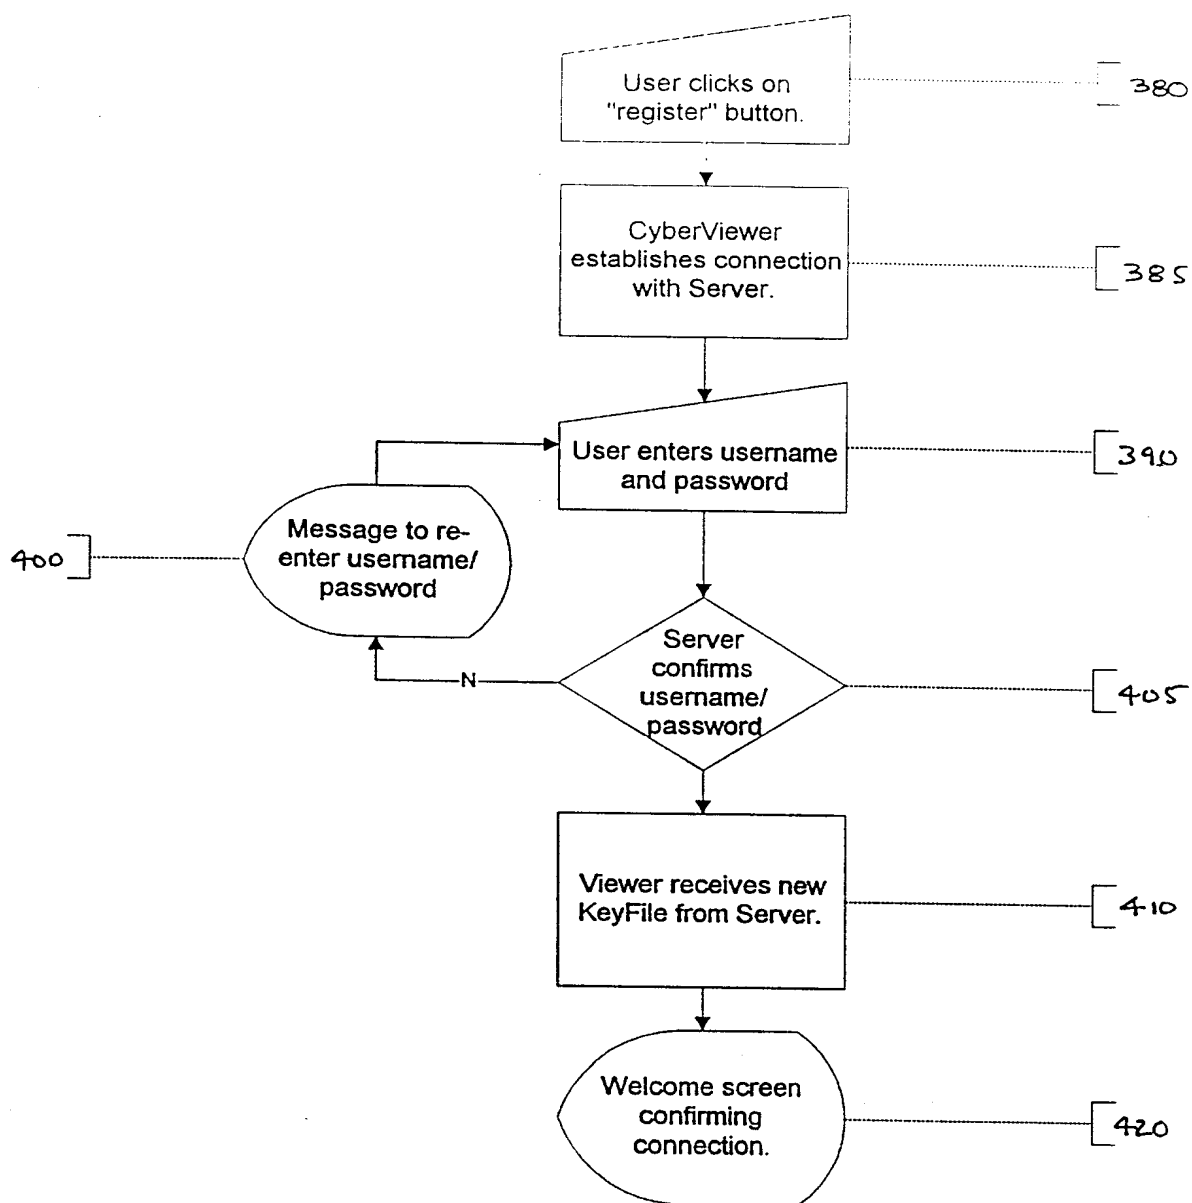 User clicks on
"register" button.
380
CyberViewer
establishes connection
with Server.
385
User enters username
and password
390
Message to re-
enter username/
password
400
N
Server
confirms
username/
password
405
Viewer receives new
KeyFile from Server.
410
Welcome screen
confirming
connection.
420